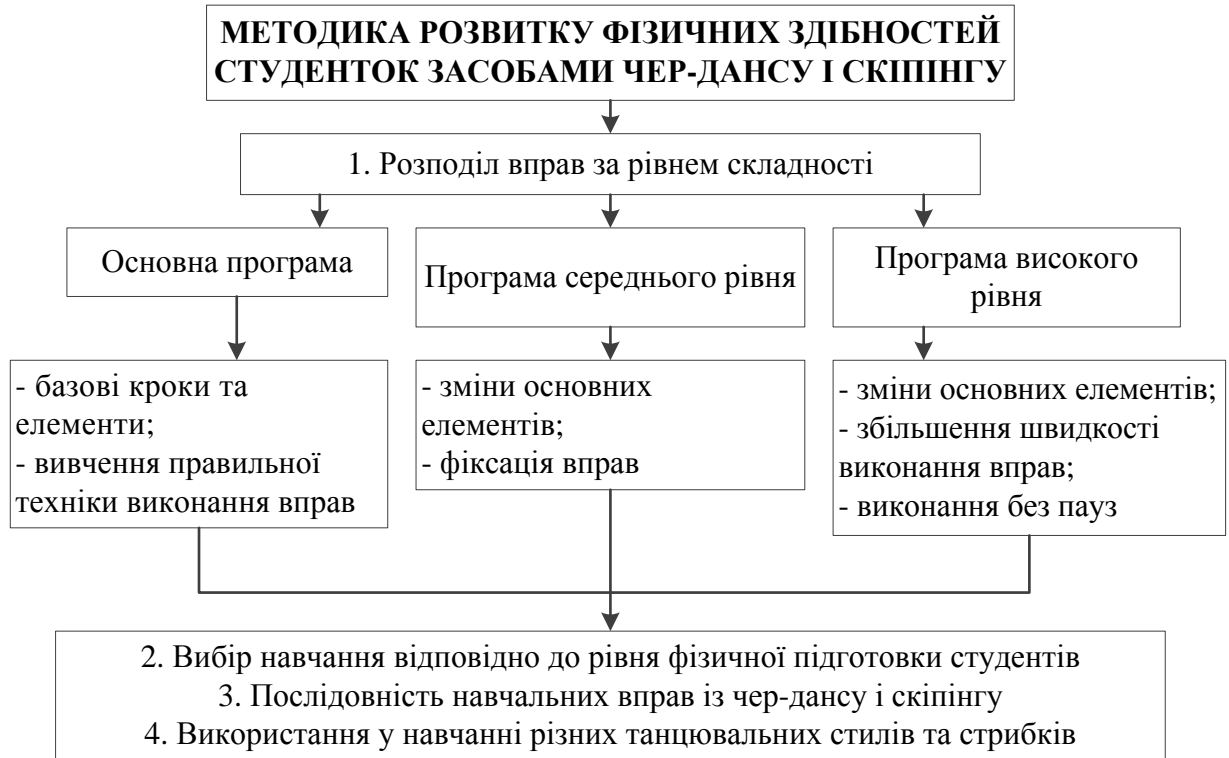 МЕТОДИКА РОЗВИТКУ ФІЗИЧНИХ ЗДІБНОСТЕЙ
СТУДЕНТОК ЗАСОБАМИ ЧЕР-ДАНСУ І СКІПІНГУ
1. Розподіл вправ за рівнем складності
Основна програма
Програма середнього рівня
Програма високого
рівня
- базові кроки та
елементи;
- вивчення правильної
техніки виконання вправ
- зміни основних
елементів;
- фіксація вправ
- зміни основних елементів;
- збільшення швидкості
виконання вправ;
- виконання без пауз
2. Вибір навчання відповідно до рівня фізичної підготовки студентів
3. Послідовність навчальних вправ із чер-дансу і скіпінгу
4. Використання у навчанні різних танцювальних стилів та стрибків